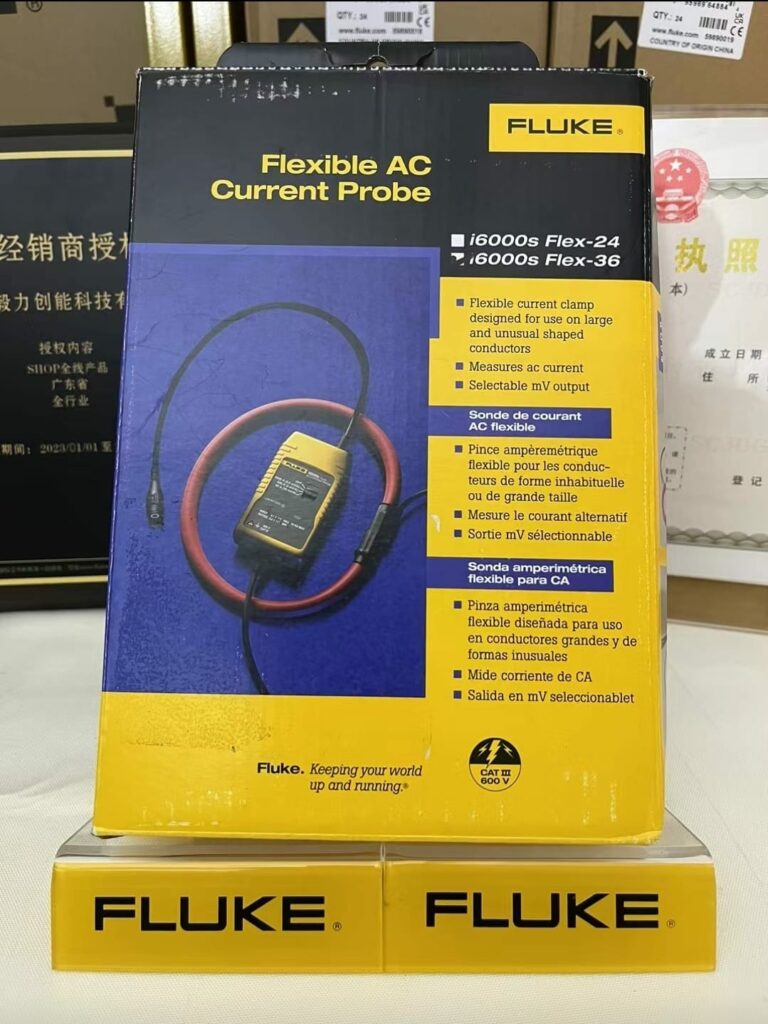 QTY.: 24
www.fluke.com 59690019
COUNTRY OF ORIGIN CHINA
FLUKE®
Flexible AC
Current Probe
i6000s Flex-24
i6000s Flex-36
Flexible current clamp
designed for use on large
and unusual shaped
conductors
Measures ac current
Selectable mV output
Sonde de courant
AC flexible
Pince ampèremétrique
flexible pour les conduc-
teurs de forme inhabituelle
ou de grande taille
Mesure le courant alternatif
Sortie mV sélectionnable
Sonda amperimétrica
flexible para CA
Pinza amperimétrica
flexible diseñada para uso
en conductores grandes y de
formas inusuales
Mide corriente de CA
Salida en mV seleccionablet
Fluke. Keeping your world
up and running.®
CAT III
600 V
FLUKE®
FLUKE®
经销商授
力创能科技有
授权内容
SHOP全线产品
广东省
全行业
期间：2023/01/01 至
执照
本）
成立日期
住 所
登记